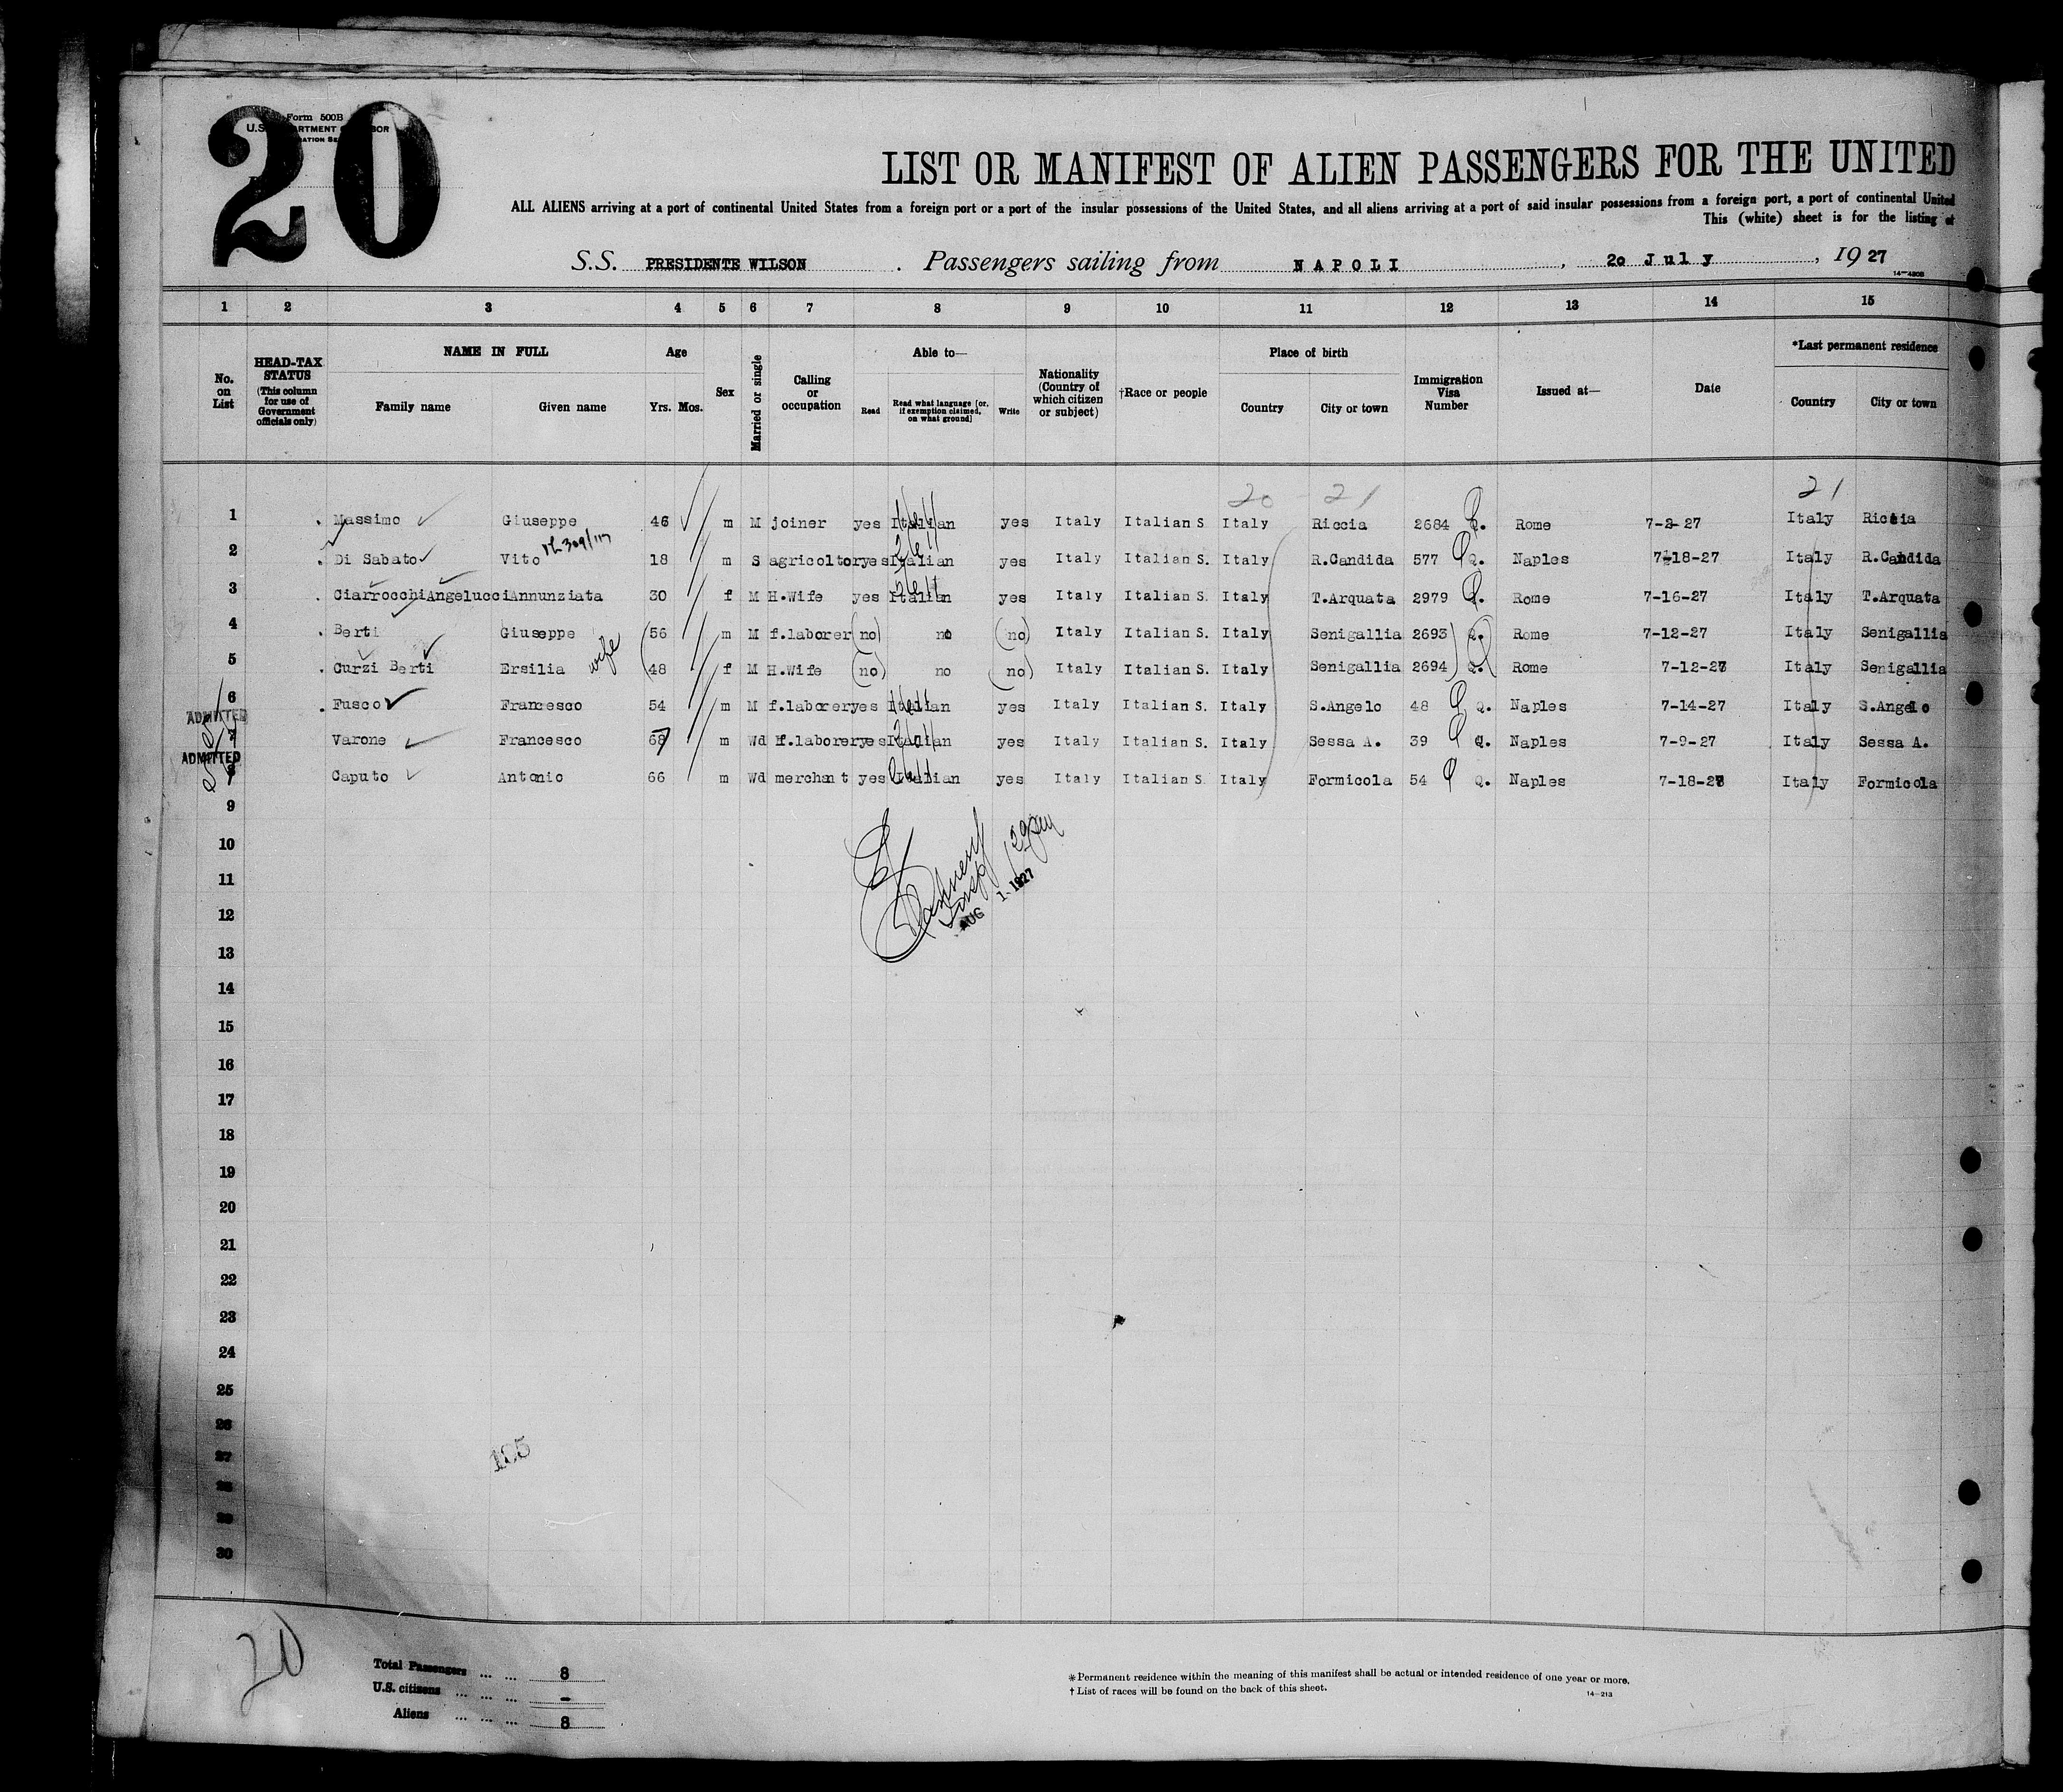 20
Form 500B
LIST OR MANIFEST OF ALIEN PASSENGERS FOR THE UNITED
ALL ALIENS arriving at a port of continental United States from a foreign port or a port of the insular possessions of the United States, and all aliens arriving at a port of said insular possessions from a foreign port, a port of continental United
This (white) sheet is for the listing of
S.S. PRESIDENTE WILSON. Passengers sailing from NAPOLI, 20 July, 1927
14-4203
1 2 3 4 5 6 7 8 9 10 11 12 13 14 15
No. on List
HEAD-TAX STATUS (This column for use of Government officials only)
NAME IN FULL
Family name Given name
Age
Yrs. Mos.
Sex
Married or single
Calling or occupation
Able to—
Read Read what language [or, if exemption claimed, on what ground] Write
Nationality (Country of which citizen or subject)
†Race or people
Place of birth
Country City or town
Immigration Visa Number
Issued at—
Date
*Last permanent residence
Country City or town
20 - 21 21
1 Massimo Giuseppe 46 m M joiner yes Italian yes Italy Italian S Italy Riccia 2684 Q. Rome 7-2-27 Italy Riccia
2 Di Sabato Vito 18 m S agricoltor yes Italian yes Italy Italian S. Italy R.Candida 577 Q. Naples 7-18-27 Italy R.Candida
3 Ciarrocchi Angelucci Annunziata 30 f M H.Wife yes Italian yes Italy Italian S. Italy T.Arquata 2979 Q. Rome 7-16-27 Italy T.Arquata
4 Berti Giuseppe 56 m M f.laborer (no) no (no) Italy Italian S. Italy Senigallia 2693 Q. Rome 7-12-27 Italy Senigallia
5 Curzi Berti Ersilia wife 48 f M H.Wife (no) no (no) Italy Italian S. Italy Senigallia 2694 Q. Rome 7-12-27 Italy Senigallia
6 Fusco Francesco 54 m M f.laborer yes Italian yes Italy Italian S. Italy S.Angelo 48 Q. Naples 7-14-27 Italy S.Angelo
ADMITTED
7 Varone Francesco 67 m Wd f.laborer yes Italian yes Italy Italian S. Italy Sessa A. 39 Q. Naples 7-9-27 Italy Sessa A.
ADMITTED
8 Caputo Antonio 66 m Wd merchant yes Italian yes Italy Italian S. Italy Formicola 54 Q. Naples 7-18-27 Italy Formicola
9
10
11
12
AUG 1-1927
13
14
15
16
17
18
19
20
21
22
23
24
25
26
27
28
29
30
20
Total Passengers ... ... 8
U.S. citizens ... ... ... -
Aliens ... ... ... 8
*Permanent residence within the meaning of this manifest shall be actual or intended residence of one year or more.
†List of races will be found on the back of this sheet.
14-213